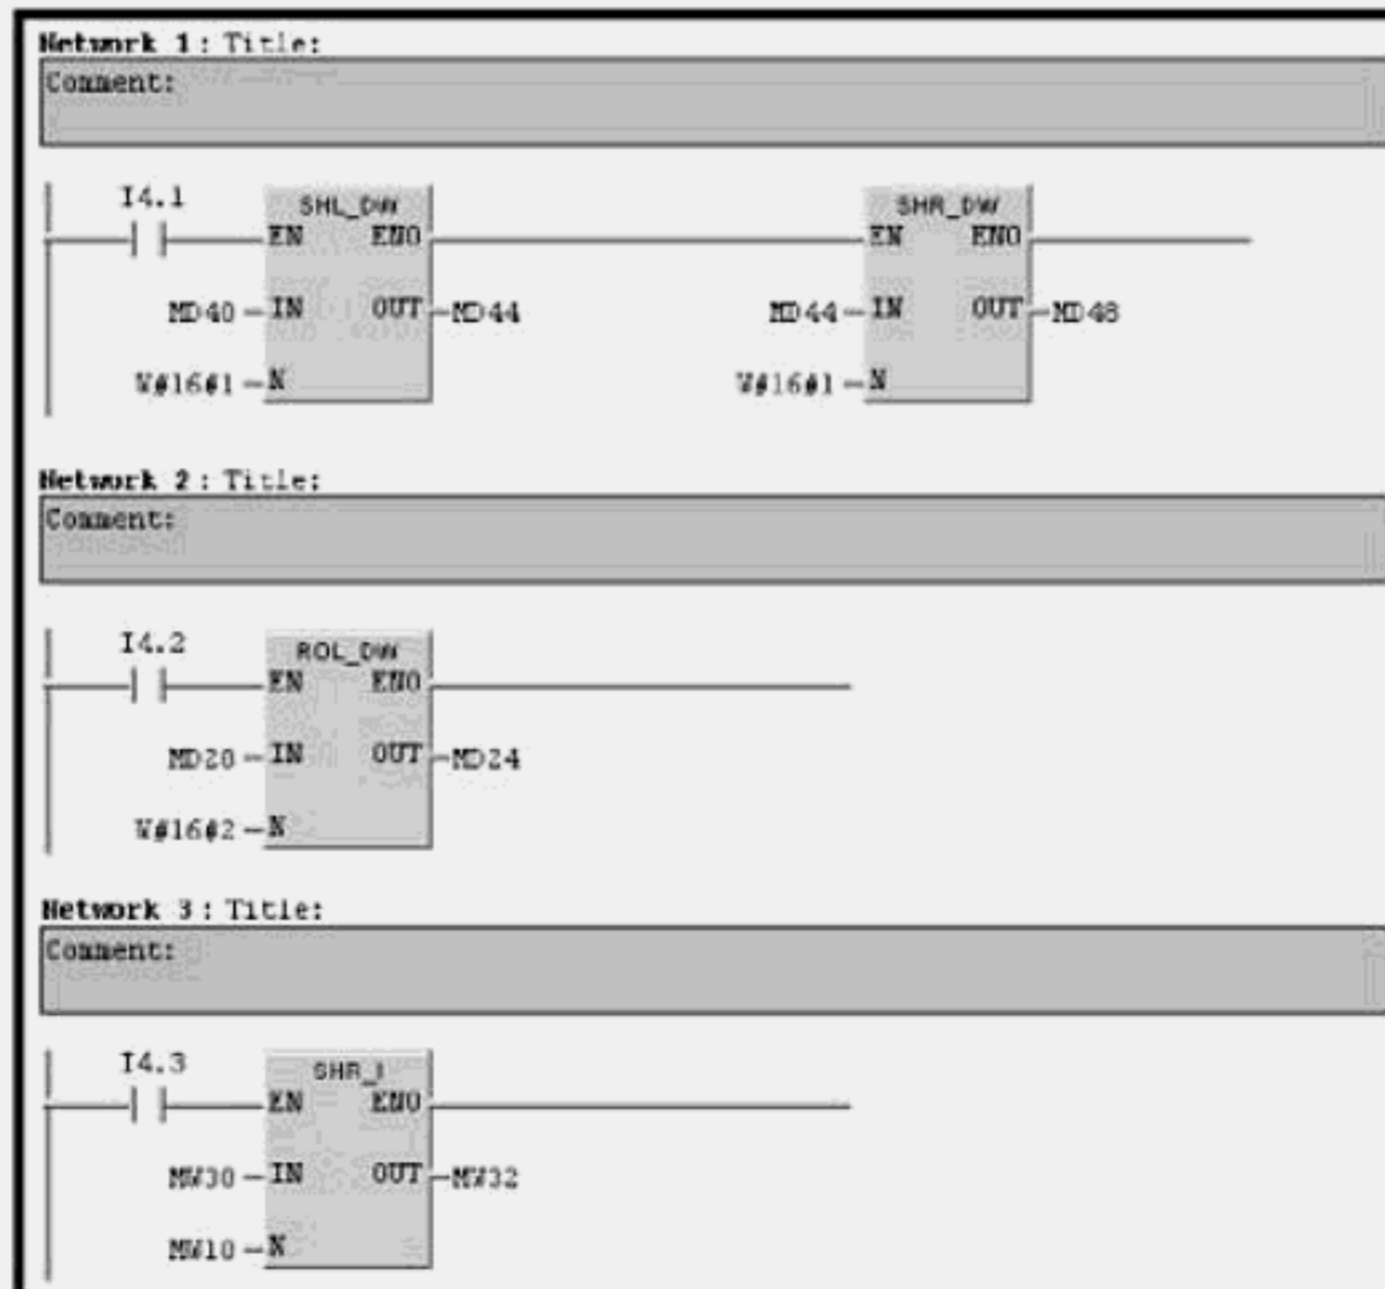 Network 1: Title:
Comment:
I4.1
SHL_DW SHR_DW
EN ENO EN ENO
MD40 IN OUT MD44 MD44 IN OUT MD48
W#16#1 N W#16#1 N
Network 2: Title:
Comment:
I4.2
ROL_DW
EN ENO
MD20 IN OUT MD24
W#16#2 N
Network 3: Title:
Comment:
I4.3
SHR_I
EN ENO
MW30 IN OUT MW32
MW10 N